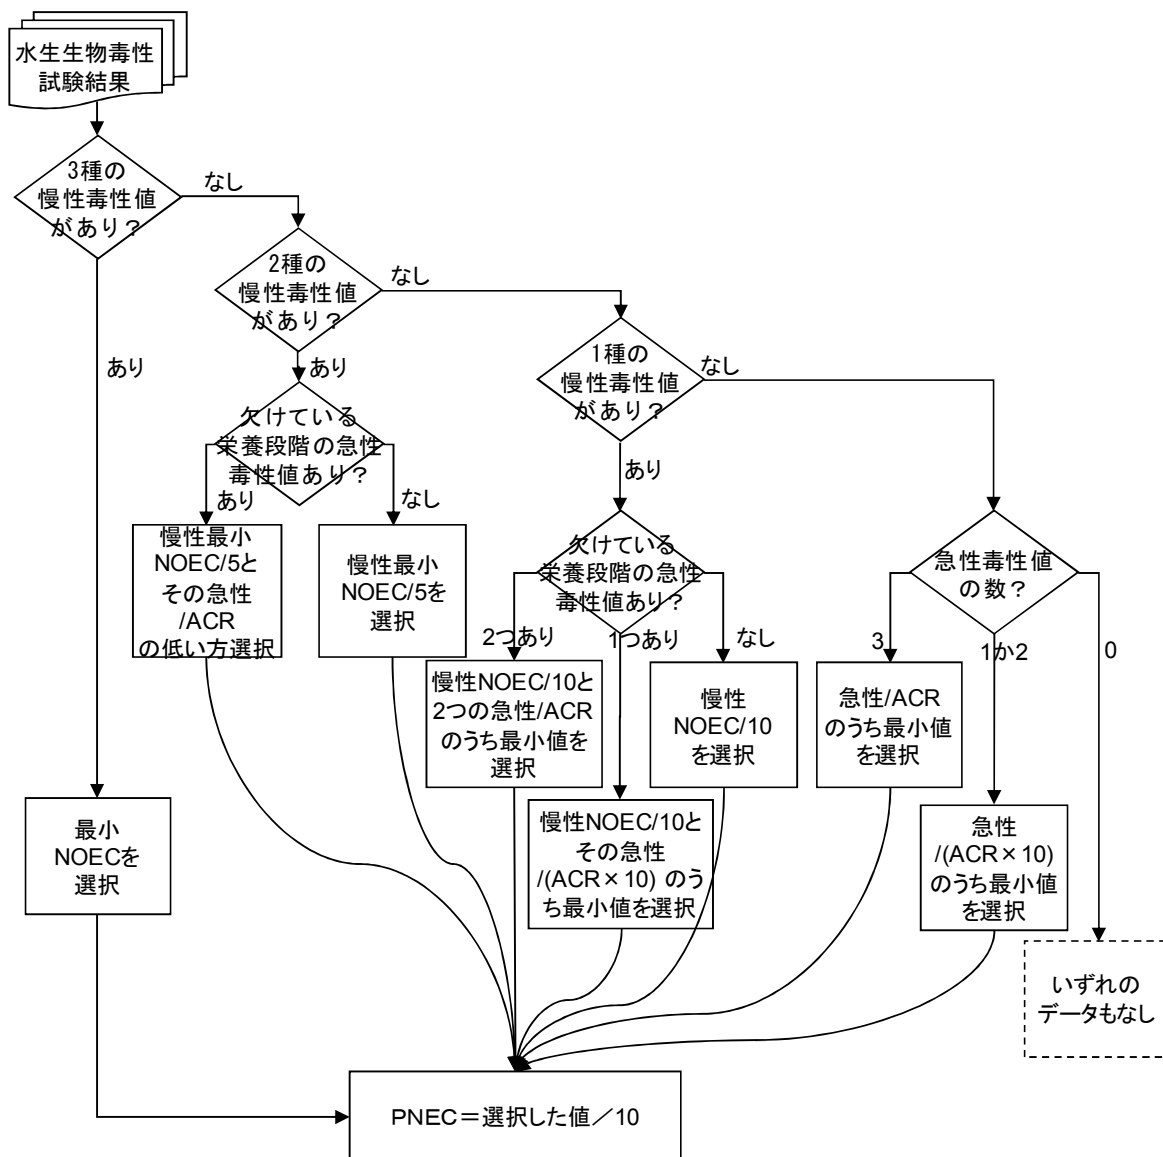 水生生物毒性
試験結果
3種の
慢性毒性値
があり？
なし
あり
2種の
慢性毒性値
があり？
なし
あり
1種の
慢性毒性値
があり？
なし
あり
欠けている
栄養段階の急性
毒性値あり？
あり
なし
慢性最小
NOEC/5と
その急性
/ACR
の低い方選択
慢性最小
NOEC/5を
選択
欠けている
栄養段階の急性
毒性値あり？
2つあり
1つあり
なし
急性毒性値
の数？
3
1か2
0
慢性NOEC/10と
2つの急性/ACR
のうち最小値を
選択
慢性
NOEC/10
を選択
急性/ACR
のうち最小値
を選択
最小
NOECを
選択
慢性NOEC/10と
その急性
/(ACR×10) のう
ち最小値を選択
急性
/(ACR×10)
のうち最小値
を選択
いずれの
データもなし
PNEC＝選択した値／10